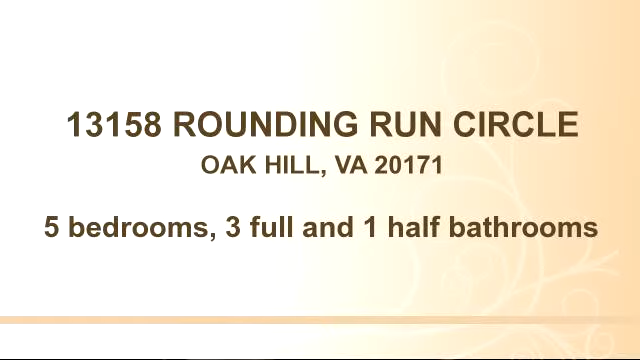 13158 ROUNDING RUN CIRCLE
OAK HILL, VA 20171
5 bedrooms, 3 full and 1 half bathrooms